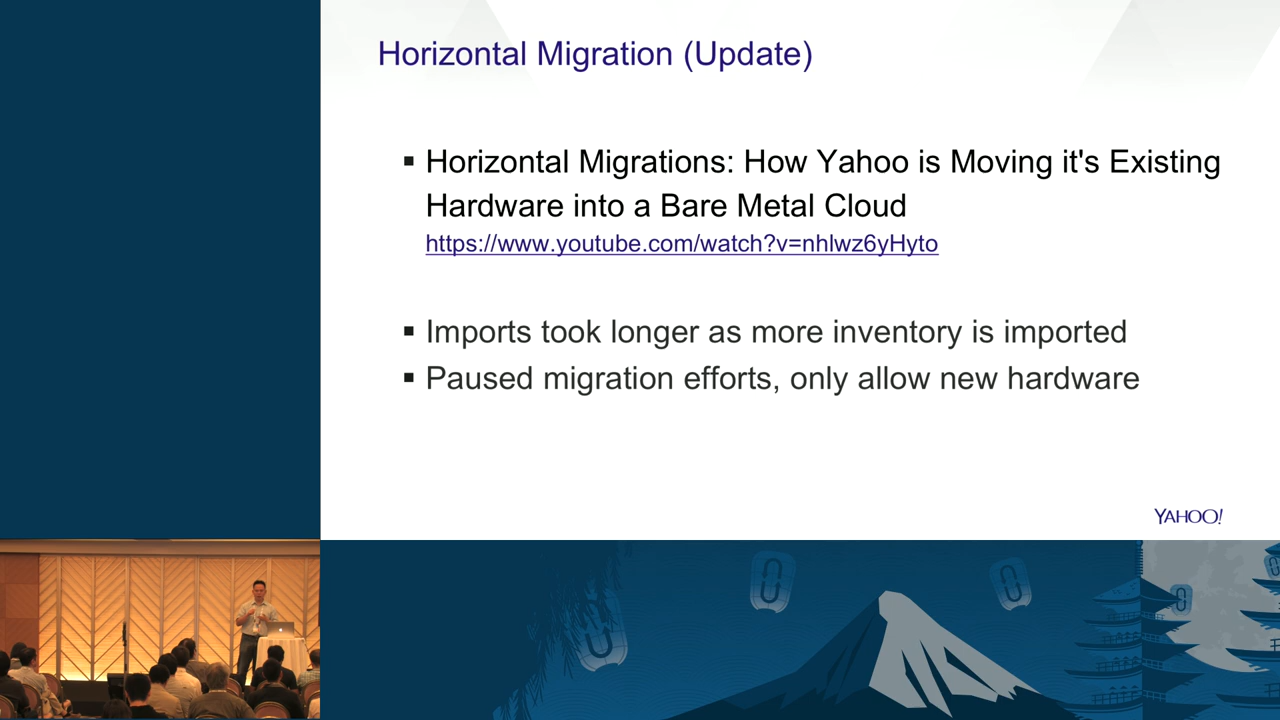 Horizontal Migration (Update)
▪ Horizontal Migrations: How Yahoo is Moving it's Existing
Hardware into a Bare Metal Cloud
https://www.youtube.com/watch?v=nhlwz6yHyto
▪ Imports took longer as more inventory is imported
▪ Paused migration efforts, only allow new hardware
YAHOO!